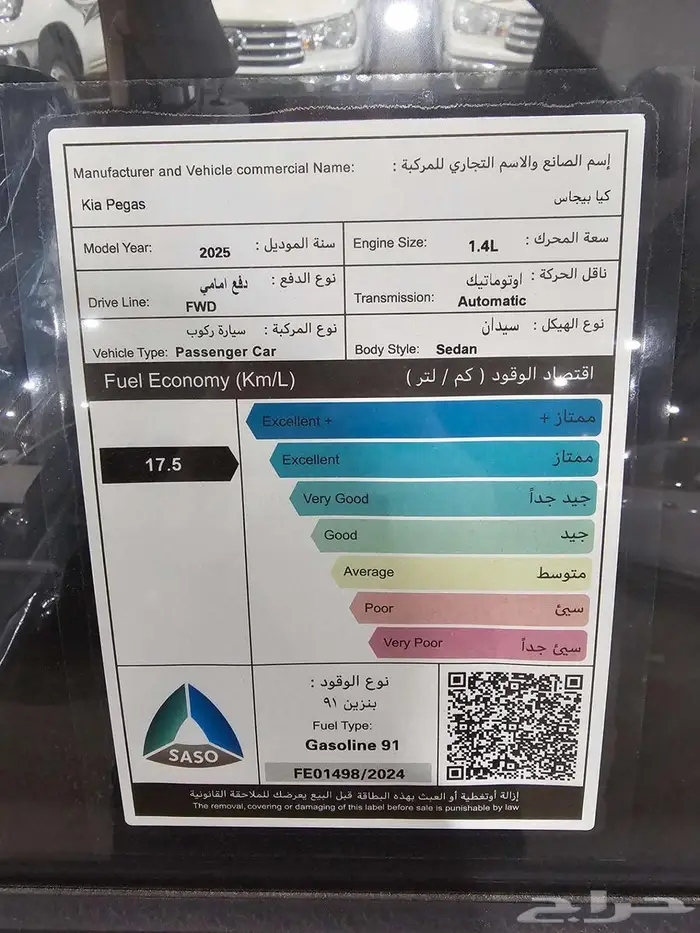 Manufacturer and Vehicle commercial Name: إسم الصانع والاسم التجاري للمركبة :
Kia Pegas كيا بيجاس
Model Year: 2025 سنة الموديل :
Engine Size: 1.4L سعة المحرك :
نوع الدفع : دفع امامي
Drive Line: FWD
ناقل الحركة : اوتوماتيك
Transmission: Automatic
نوع المركبة : سيارة ركوب
Vehicle Type: Passenger Car
نوع الهيكل : سيدان
Body Style: Sedan
Fuel Economy (Km/L) اقتصاد الوقود ( كم / لتر )
Excellent + ممتاز +
17.5
Excellent ممتاز
Very Good جيد جداً
Good جيد
Average متوسط
Poor سيئ
Very Poor سيئ جداً
SASO
نوع الوقود :
بنزين ٩١
Fuel Type:
Gasoline 91
FE01498/2024
إزالة أوتغطية أو العبث بهذه البطاقة قبل البيع يعرضك للملاحقة القانونية
The removal,covering or damaging of this label before sale is punishable by law
حراج